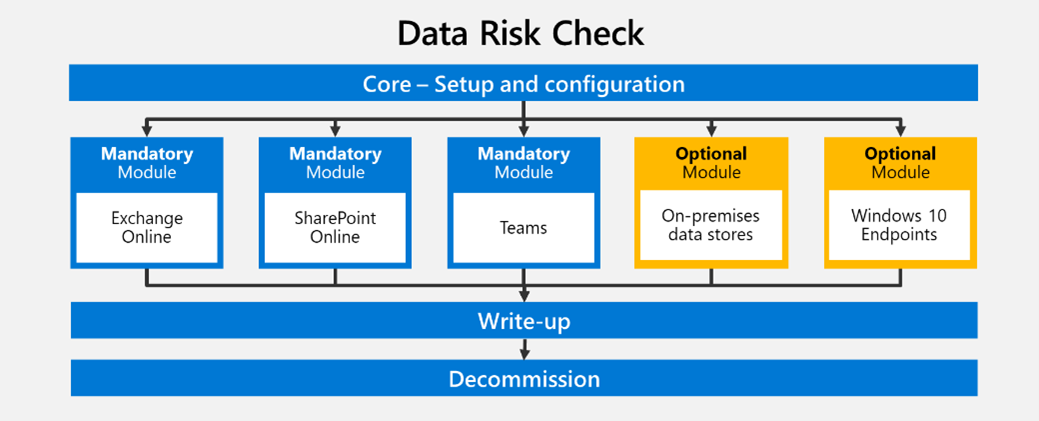 Data Risk Check
Core – Setup and configuration
Mandatory
Module
Exchange
Online
Mandatory
Module
SharePoint
Online
Mandatory
Module
Teams
Optional
Module
On-premises
data stores
Optional
Module
Windows 10
Endpoints
Write-up
Decommission